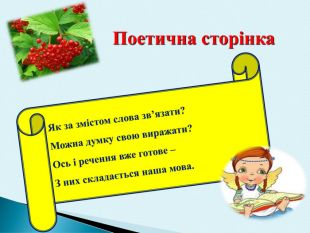 Поетична сторінка
Як за змістом слова зв’язати?
Можна думку свою виражати?
Ось і речення вже готове –
З них складається наша мова.